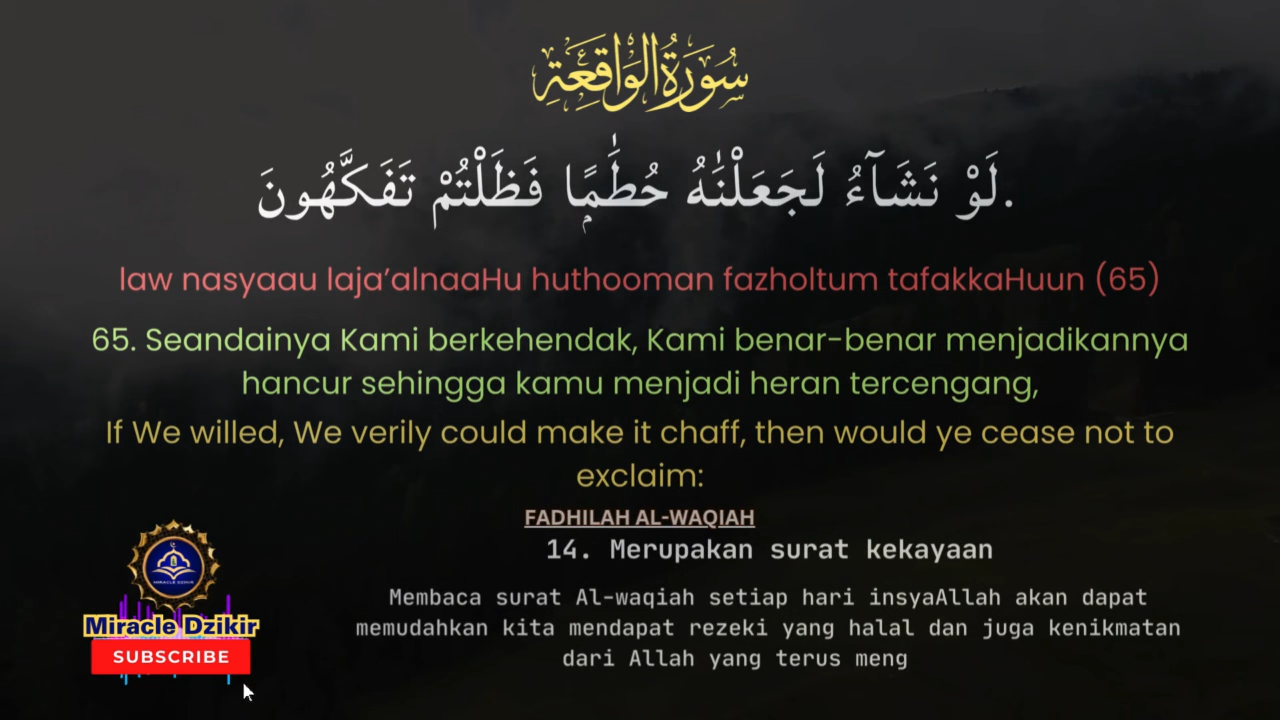 سُورَةُ الْوَاقِعَةِ
لَوْ نَشَآءُ لَجَعَلْنَٰهُ حُطَٰمًۭا فَظَلْتُمْ تَفَكَّهُونَ.
law nasyaau laja’alnaaHu huthooman fazholtum tafakkaHuun (65)
65. Seandainya Kami berkehendak, Kami benar-benar menjadikannya
hancur sehingga kamu menjadi heran tercengang,
If We willed, We verily could make it chaff, then would ye cease not to
exclaim:
FADHILAH AL-WAQIAH
14. Merupakan surat kekayaan
Membaca surat Al-waqiah setiap hari insyaAllah akan dapat
memudahkan kita mendapat rezeki yang halal dan juga kenikmatan
dari Allah yang terus meng
MIRACLE DZIKIR
Miracle Dzikir
SUBSCRIBE